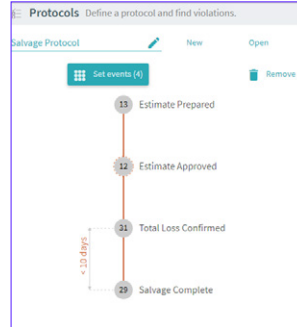 Protocols Define a protocol and find violations.
Salvage Protocol New Open
Set events (4) Remove
13 Estimate Prepared
12 Estimate Approved
31 Total Loss Confirmed
< 10 days
29 Salvage Complete